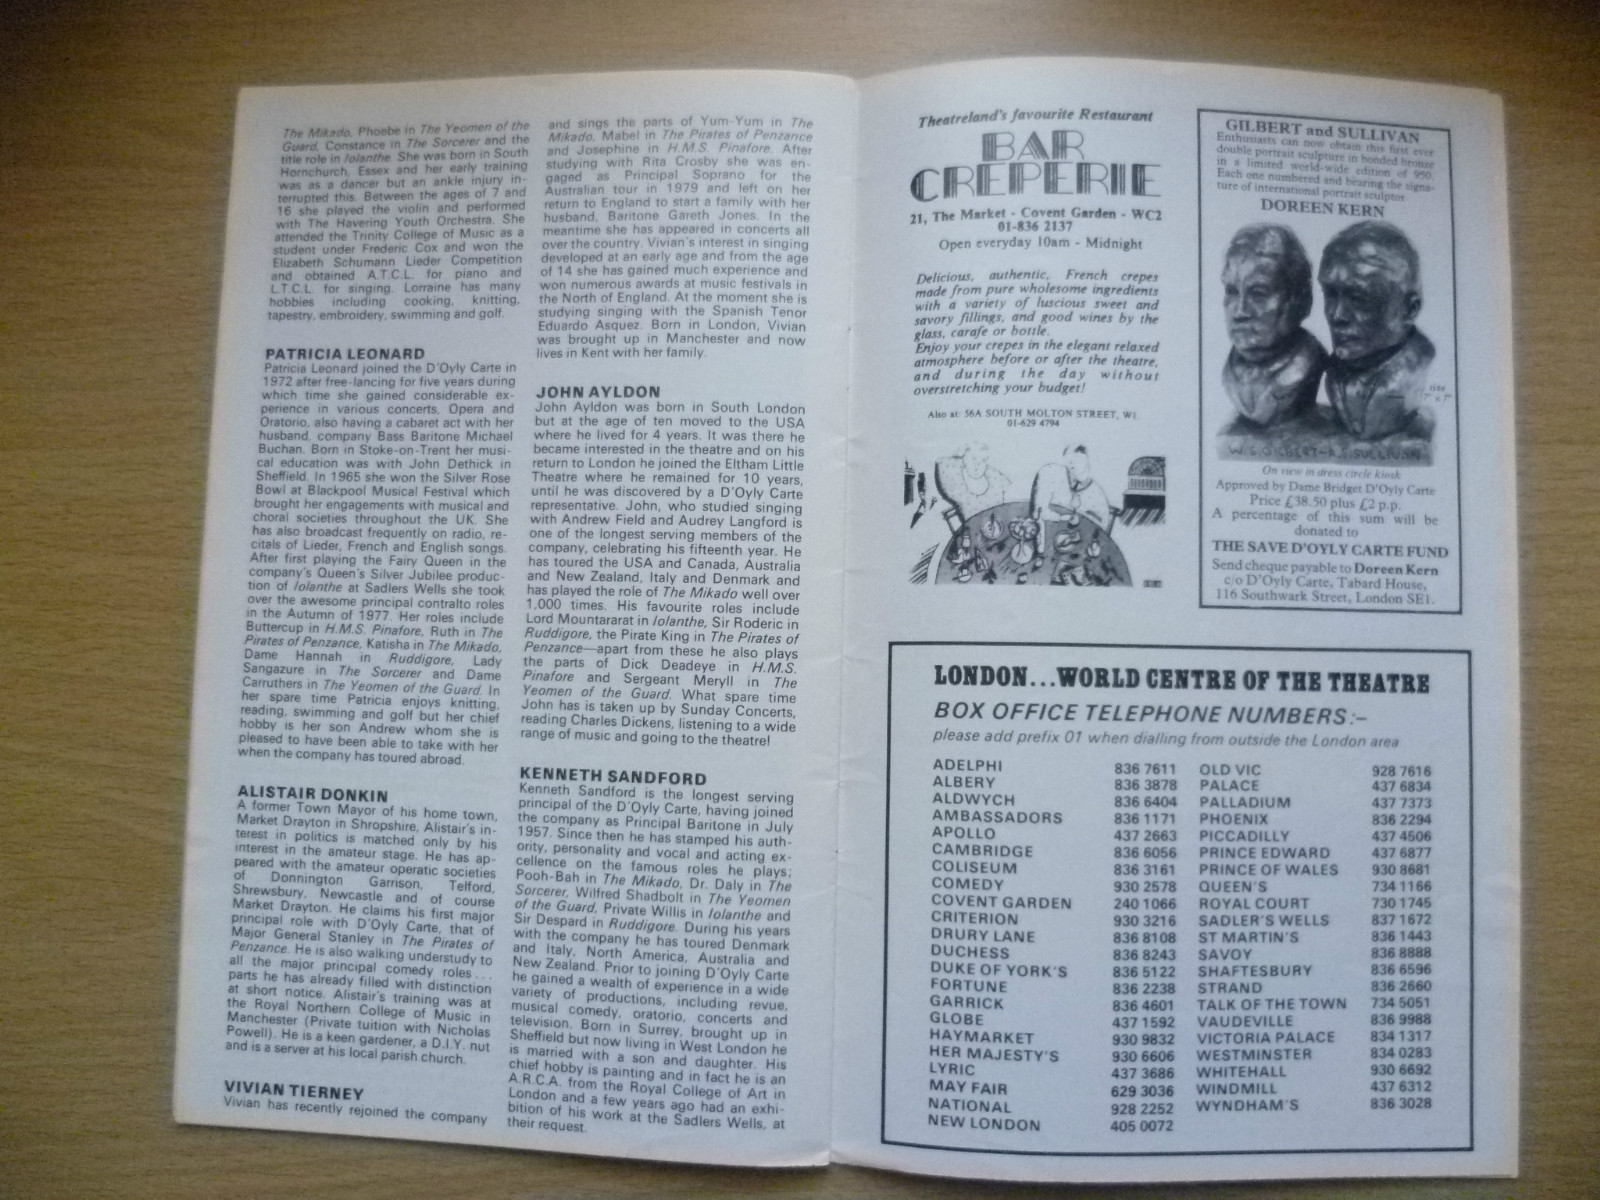 The Mikado, Phoebe in The Yeomen of the
Guard, Constance in The Sorcerer and the
title role in Iolanthe. She was born in South
Hornchurch, Essex and her early training
was as a dancer but an ankle injury in-
terrupted this. Between the ages of 7 and
16 she played the violin and performed
with The Havering Youth Orchestra. She
attended the Trinity College of Music as a
student under Frederic Cox and won the
Elizabeth Schumann Lieder Competition
and obtained A.T.C.L. for piano and
L.T.C.L. for singing. Lorraine has many
hobbies including cooking, knitting,
tapestry, embroidery, swimming and golf.
PATRICIA LEONARD
Patricia Leonard joined the D'Oyly Carte in
1972 after free-lancing for five years during
which time she gained considerable ex-
perience in various concerts, Opera and
Oratorio, also having a cabaret act with her
husband, company Bass Baritone Michael
Buchan. Born in Stoke-on-Trent her musi-
cal education was with John Dethick in
Sheffield. In 1965 she won the Silver Rose
Bowl at Blackpool Musical Festival which
brought her engagements with musical and
choral societies throughout the UK. She
has also broadcast frequently on radio, re-
citals of Lieder, French and English songs.
After first playing the Fairy Queen in the
company's Queen's Silver Jubilee produc-
tion of Iolanthe at Sadlers Wells she took
over the awesome principal contralto roles
in the Autumn of 1977. Her roles include
Buttercup in H.M.S. Pinafore, Ruth in The
Pirates of Penzance, Katisha in The Mikado,
Dame Hannah in Ruddigore, Lady
Sangazure in The Sorcerer and Dame
Carruthers in The Yeomen of the Guard. In
her spare time Patricia enjoys knitting,
reading, swimming and golf but her chief
hobby is her son Andrew whom she is
pleased to have been able to take with her
when the company has toured abroad.
ALISTAIR DONKIN
A former Town Mayor of his home town,
Market Drayton in Shropshire, Alistair's in-
terest in politics is matched only by his
interest in the amateur stage. He has ap-
peared with the amateur operatic societies
of Donnington Garrison, Telford,
Shrewsbury, Newcastle and of course
Market Drayton. He claims his first major
principal role with D'Oyly Carte, that of
Major General Stanley in The Pirates of
Penzance. He is also walking understudy to
all the major principal comedy roles ...
parts he has already filled with distinction
at short notice. Alistair's training was at
the Royal Northern College of Music in
Manchester (Private tuition with Nicholas
Powell). He is a keen gardener, a D.I.Y. nut
and is a server at his local parish church.
VIVIAN TIERNEY
Vivian has recently rejoined the company
and sings the parts of Yum-Yum in The
Mikado, Mabel in The Pirates of Penzance
and Josephine in H.M.S. Pinafore. After
studying with Rita Crosby she was en-
gaged as Principal Soprano for the
Australian tour in 1979 and left on her
return to England to start a family with her
husband, Baritone Gareth Jones. In the
meantime she has appeared in concerts all
over the country. Vivian's interest in singing
developed at an early age and from the age
of 14 she has gained much experience and
won numerous awards at music festivals in
the North of England. At the moment she is
studying singing with the Spanish Tenor
Eduardo Asquez. Born in London, Vivian
was brought up in Manchester and now
lives in Kent with her family.
JOHN AYLDON
John Ayldon was born in South London
but at the age of ten moved to the USA
where he lived for 4 years. It was there he
became interested in the theatre and on his
return to London he joined the Eltham Little
Theatre where he remained for 10 years,
until he was discovered by a D'Oyly Carte
representative. John, who studied singing
with Andrew Field and Audrey Langford is
one of the longest serving members of the
company, celebrating his fifteenth year. He
has toured the USA and Canada, Australia
and New Zealand, Italy and Denmark and
has played the role of The Mikado well over
1,000 times. His favourite roles include
Lord Mountararat in Iolanthe, Sir Roderic in
Ruddigore, the Pirate King in The Pirates of
Penzance—apart from these he also plays
the parts of Dick Deadeye in H.M.S.
Pinafore and Sergeant Meryll in The
Yeomen of the Guard. What spare time
John has is taken up by Sunday Concerts,
reading Charles Dickens, listening to a wide
range of music and going to the theatre!
KENNETH SANDFORD
Kenneth Sandford is the longest serving
principal of the D'Oyly Carte, having joined
the company as Principal Baritone in July
1957. Since then he has stamped his auth-
ority, personality and vocal and acting ex-
cellence on the famous roles he plays;
Pooh-Bah in The Mikado, Dr. Daly in The
Sorcerer, Wilfred Shadbolt in The Yeomen
of the Guard, Private Willis in Iolanthe and
Sir Despard in Ruddigore. During his years
with the company he has toured Denmark
and Italy, North America, Australia and
New Zealand. Prior to joining D'Oyly Carte
he gained a wealth of experience in a wide
variety of productions, including revue,
musical comedy, oratorio, concerts and
television. Born in Surrey, brought up in
Sheffield but now living in West London he
is married with a son and daughter. His
chief hobby is painting and in fact he is an
A.R.C.A. from the Royal College of Art in
London and a few years ago had an exhi-
bition of his work at the Sadlers Wells, at
their request.
Theatreland's favourite Restaurant
BAR
CREPERIE
21, The Market - Covent Garden - WC2
01-836 2137
Open everyday 10am - Midnight
Delicious, authentic, French crepes
made from pure wholesome ingredients
with a variety of luscious sweet and
savory fillings, and good wines by the
glass, carafe or bottle.
Enjoy your crepes in the elegant relaxed
atmosphere before or after the theatre,
and during the day without
overstretching your budget!
Also at: 56A SOUTH MOLTON STREET, W1
01-629 4794
GILBERT and SULLIVAN
Enthusiasts can now obtain this first ever
double portrait sculpture in bonded bronze
in a limited world-wide edition of 950.
Each one numbered and bearing the signa-
ture of international portrait sculptor
DOREEN KERN
W.S. GILBERT - A.S. SULLIVAN
On view in dress circle kiosk
Approved by Dame Bridget D'Oyly Carte
Price £38.50 plus £2 p.p.
A percentage of this sum will be
donated to
THE SAVE D'OYLY CARTE FUND
Send cheque payable to Doreen Kern
c/o D'Oyly Carte, Tabard House,
116 Southwark Street, London SE1.
LONDON...WORLD CENTRE OF THE THEATRE
BOX OFFICE TELEPHONE NUMBERS:-
please add prefix 01 when dialling from outside the London area
ADELPHI 836 7611
ALBERY 836 3878
ALDWYCH 836 6404
AMBASSADORS 836 1171
APOLLO 437 2663
CAMBRIDGE 836 6056
COLISEUM 836 3161
COMEDY 930 2578
COVENT GARDEN 240 1066
CRITERION 930 3216
DRURY LANE 836 8108
DUCHESS 836 8243
DUKE OF YORK'S 836 5122
FORTUNE 836 2238
GARRICK 836 4601
GLOBE 437 1592
HAYMARKET 930 9832
HER MAJESTY'S 930 6606
LYRIC 437 3686
MAY FAIR 629 3036
NATIONAL 928 2252
NEW LONDON 405 0072
OLD VIC 928 7616
PALACE 437 6834
PALLADIUM 437 7373
PHOENIX 836 2294
PICCADILLY 437 4506
PRINCE EDWARD 437 6877
PRINCE OF WALES 930 8681
QUEEN'S 734 1166
ROYAL COURT 730 1745
SADLER'S WELLS 837 1672
ST MARTIN'S 836 1443
SAVOY 836 8888
SHAFTESBURY 836 6596
STRAND 836 2660
TALK OF THE TOWN 734 5051
VAUDEVILLE 836 9988
VICTORIA PALACE 834 1317
WESTMINSTER 834 0283
WHITEHALL 930 6692
WINDMILL 437 6312
WYNDHAM'S 836 3028